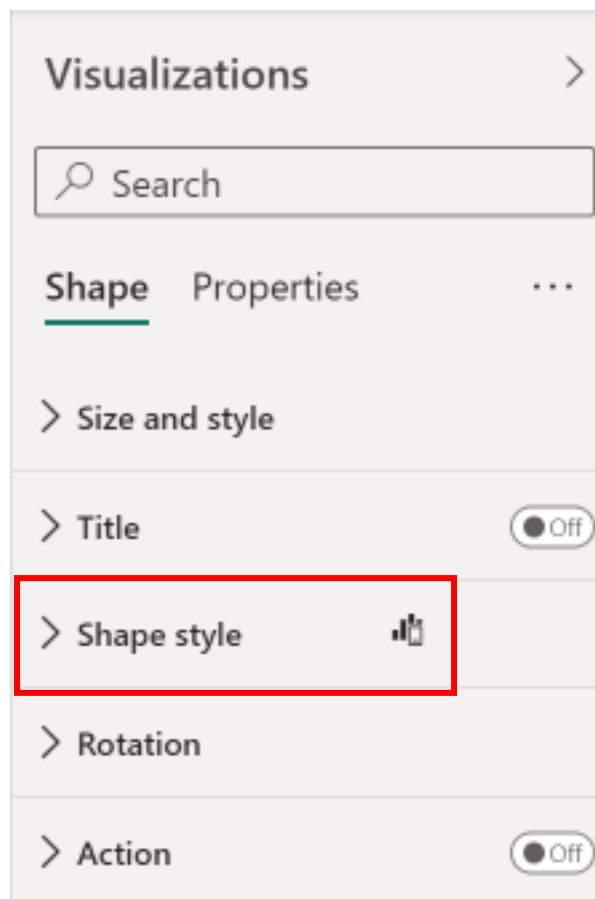 Visualizations
Search
Shape Properties ...
Size and style
Title Off
Shape style
Rotation
Action Off